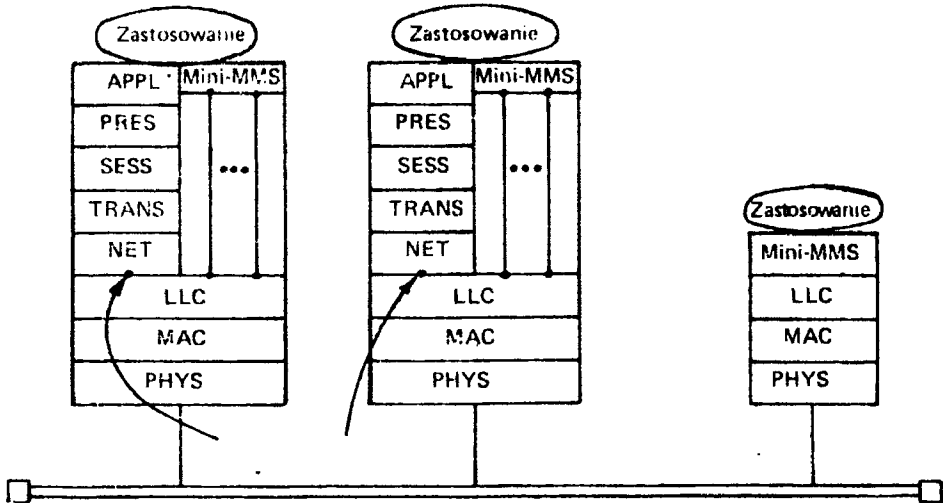 Zastosowanie
APPL
Mini-MMS
PRES
SESS
...
TRANS
NET
LLC
MAC
PHYS
Zastosowanie
APPL
Mini-MMS
PRES
SESS
...
TRANS
NET
LLC
MAC
PHYS
Zastosowanie
Mini-MMS
LLC
MAC
PHYS